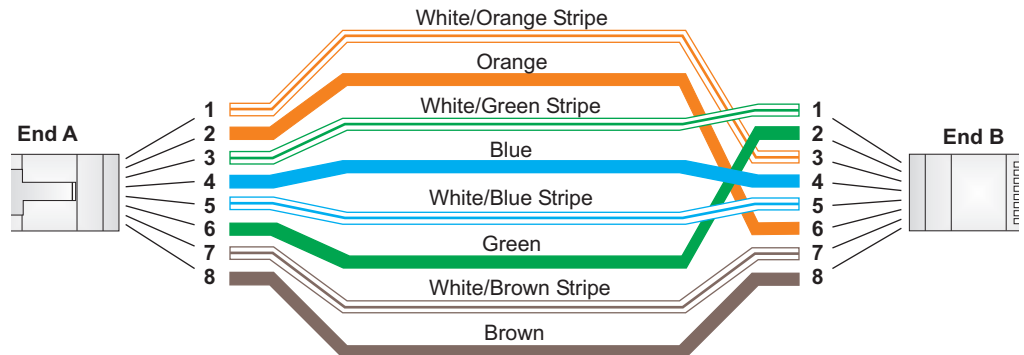 White/Orange Stripe
Orange
White/Green Stripe
Blue
White/Blue Stripe
Green
White/Brown Stripe
Brown
End A
1
2
3
4
5
6
7
8
End B
1
2
3
4
5
6
7
8